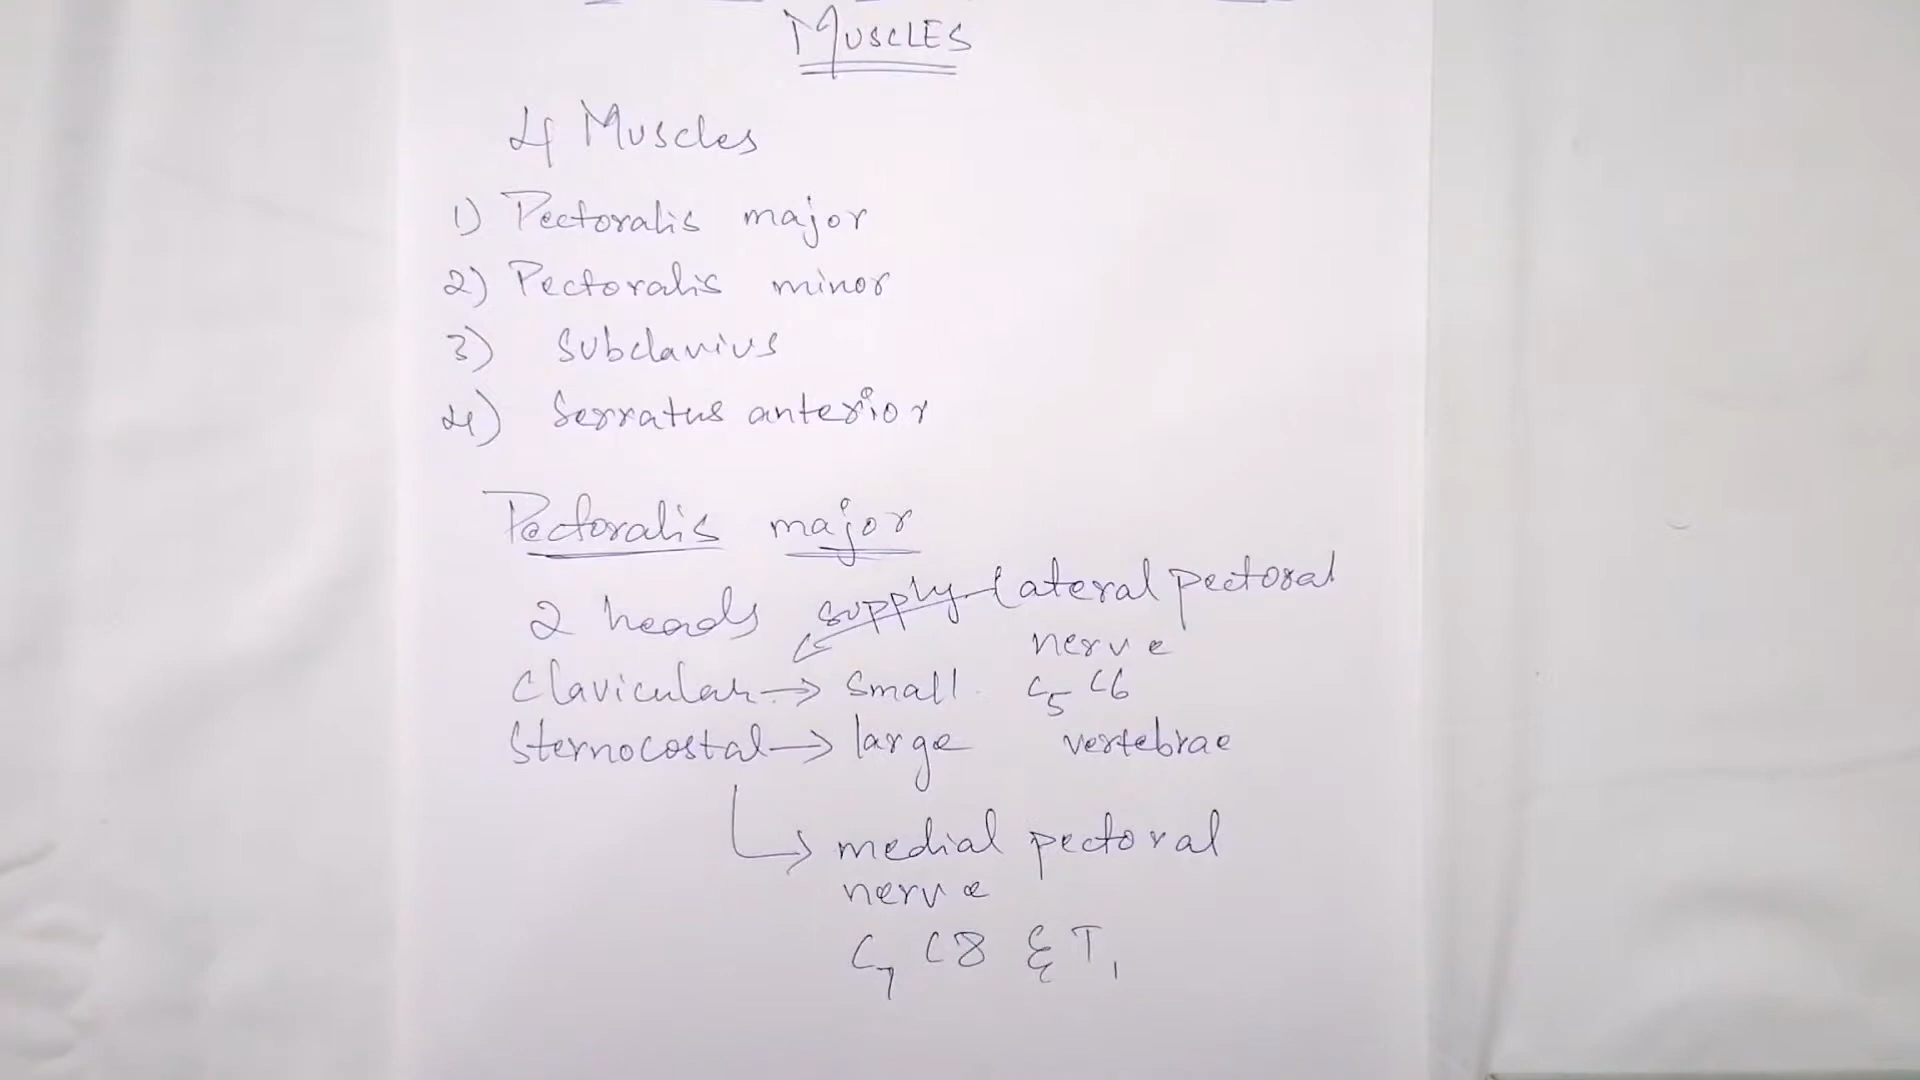 MUSCLES
4 Muscles
1) Pectoralis major
2) Pectoralis minor
3) Subclavius
4) Serratus anterior
Pectoralis major
2 heads supply lateral pectoral
nerve
Clavicular → small C5 C6
Sternocostal → large vertebrae
↳ medial pectoral
nerve
C7 C8 & T1